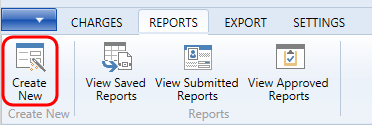 CHARGES REPORTS EXPORT SETTINGS
Create View Saved View Submitted View Approved
New Reports Reports Reports
Create New Reports